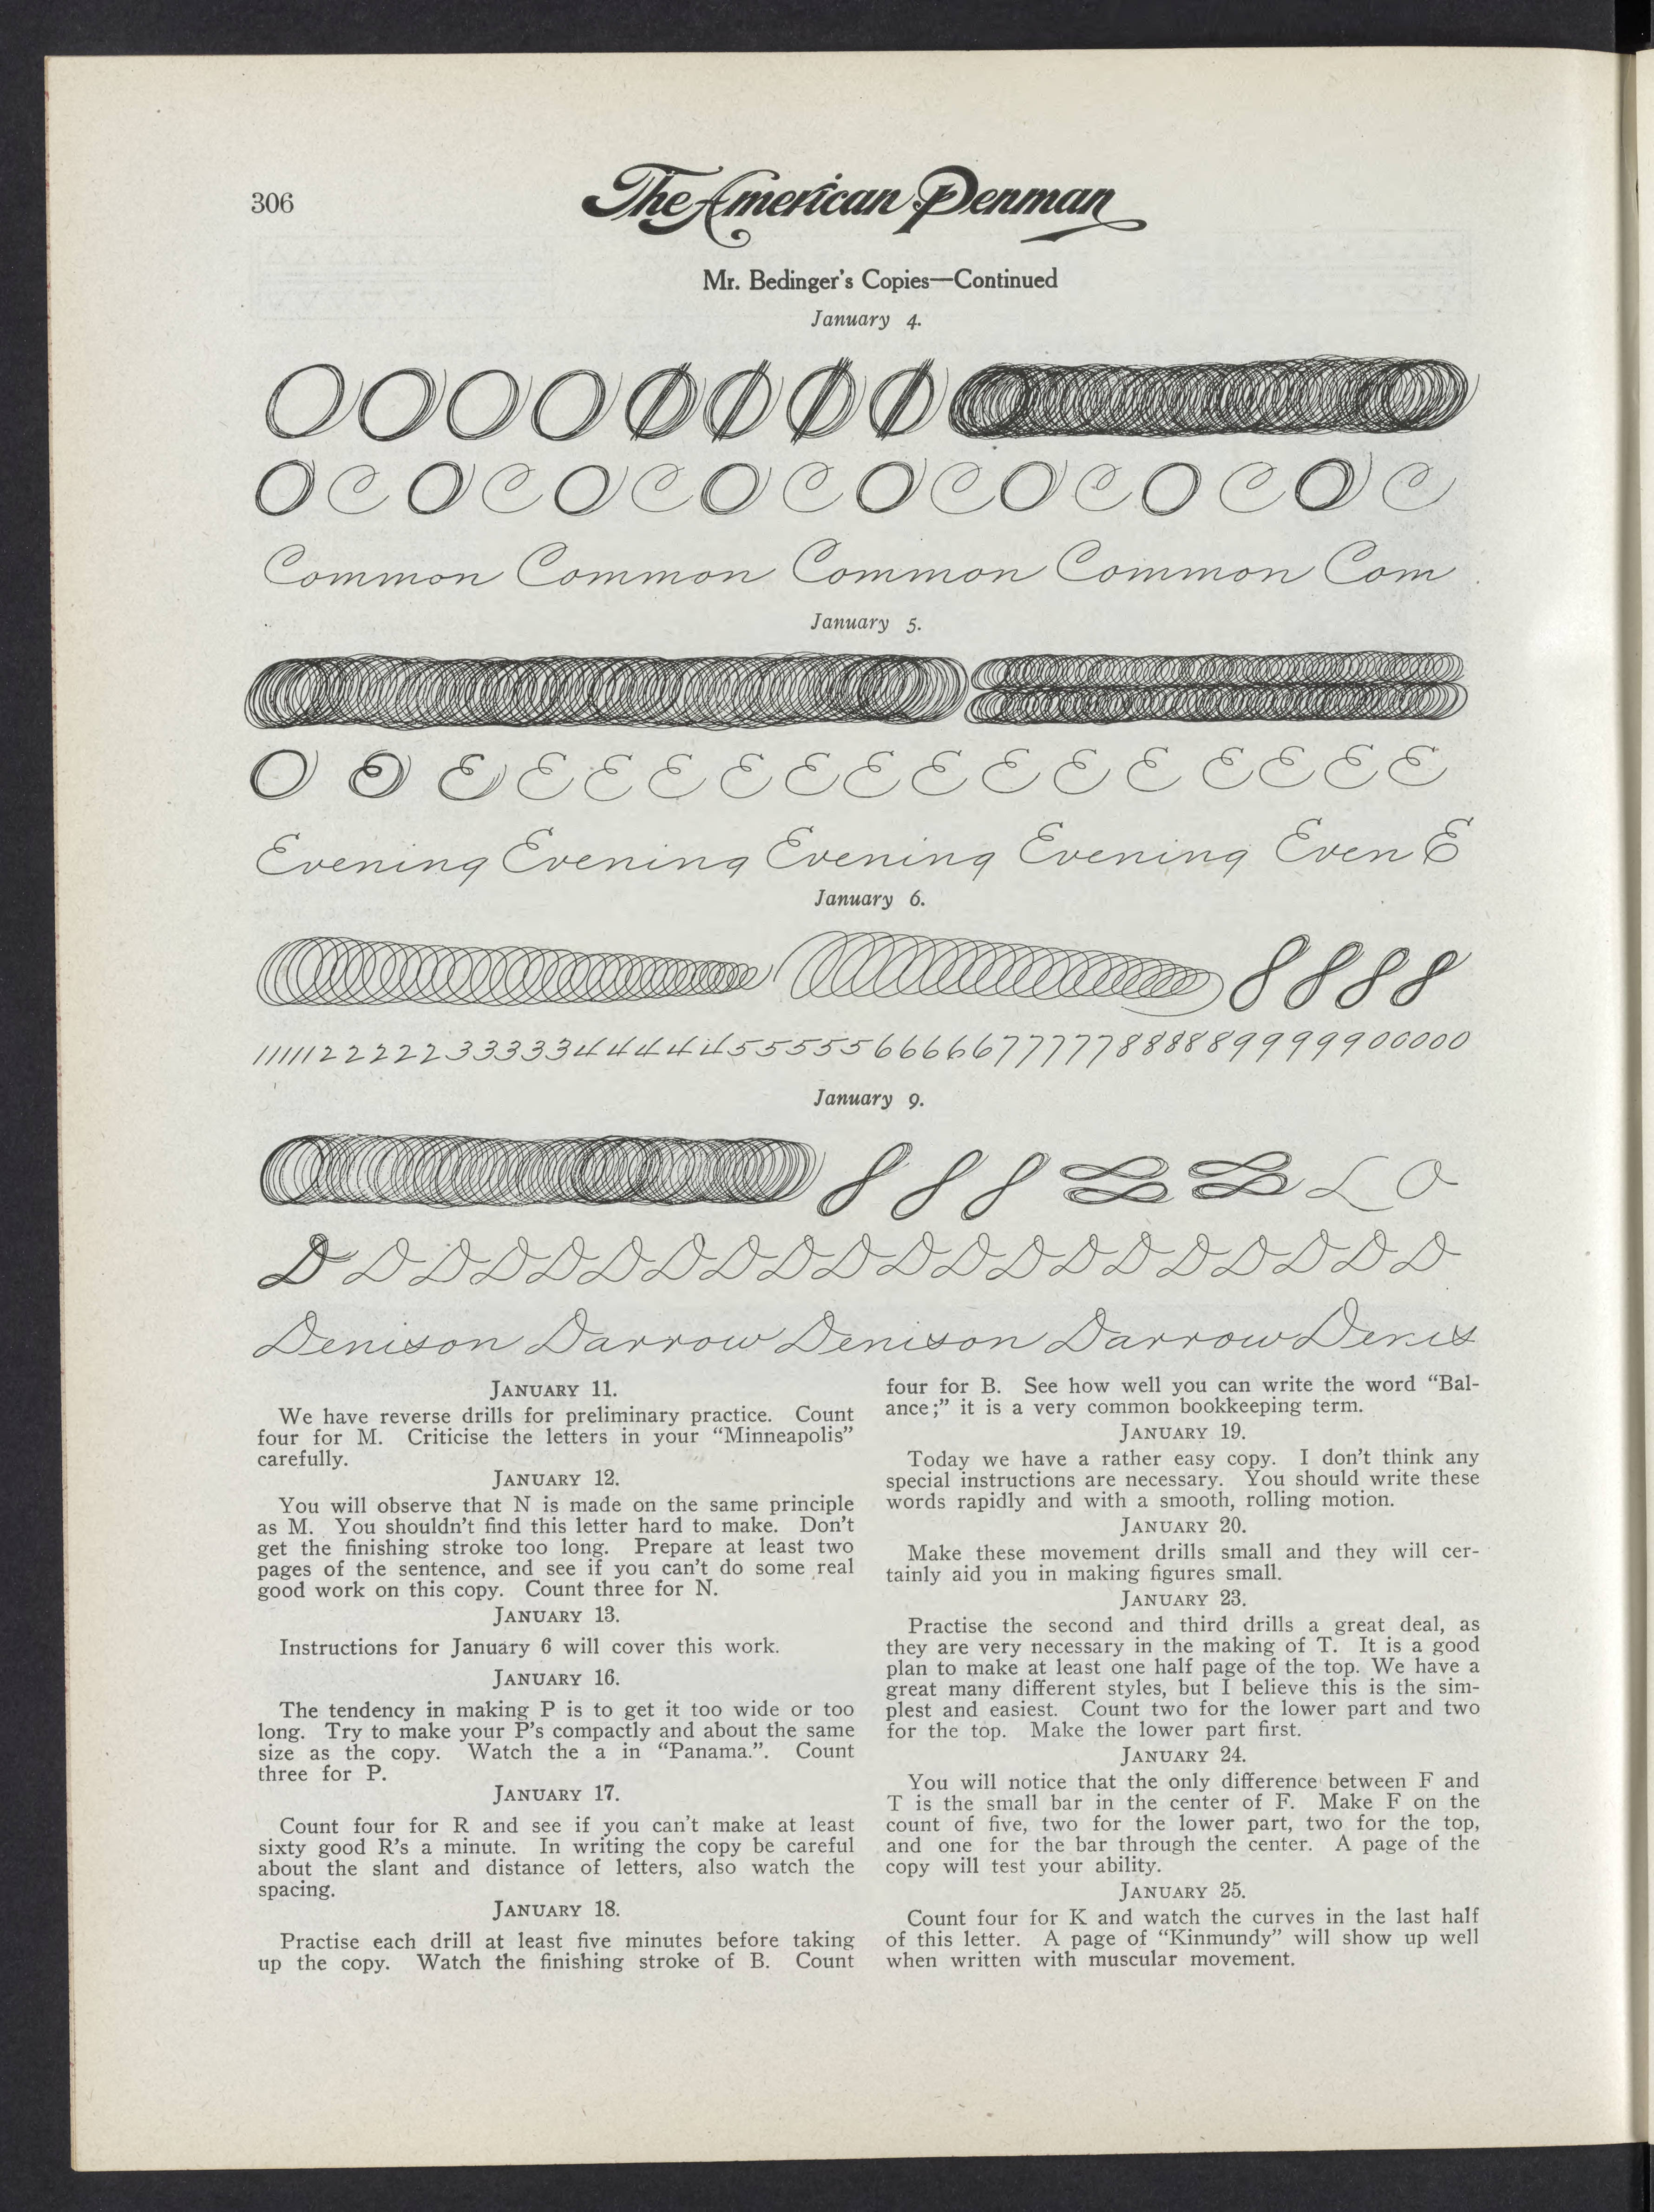 306
The American Penman
Mr. Bedinger's Copies—Continued
January 4.
O C O C O C O C O C O C O C O C
Common Common Common Common Com
January 5.
O E E E E E E E E E E E E E E E E
Evening Evening Evening Evening Even E
January 6.
8 8 8 8
11111222223333344444555556666677777888889999900000
January 9.
8 8 8
D D D D D D D D D D D D D D D D D D D D
Denison Darrow Denison Darrow Denis
January 11.
We have reverse drills for preliminary practice. Count
four for M. Criticise the letters in your “Minneapolis”
carefully.
January 12.
You will observe that N is made on the same principle
as M. You shouldn't find this letter hard to make. Don't
get the finishing stroke too long. Prepare at least two
pages of the sentence, and see if you can't do some real
good work on this copy. Count three for N.
January 13.
Instructions for January 6 will cover this work.
January 16.
The tendency in making P is to get it too wide or too
long. Try to make your P's compactly and about the same
size as the copy. Watch the a in “Panama.”. Count
three for P.
January 17.
Count four for R and see if you can't make at least
sixty good R's a minute. In writing the copy be careful
about the slant and distance of letters, also watch the
spacing.
January 18.
Practise each drill at least five minutes before taking
up the copy. Watch the finishing stroke of B. Count
four for B. See how well you can write the word “Bal-
ance;” it is a very common bookkeeping term.
January 19.
Today we have a rather easy copy. I don't think any
special instructions are necessary. You should write these
words rapidly and with a smooth, rolling motion.
January 20.
Make these movement drills small and they will cer-
tainly aid you in making figures small.
January 23.
Practise the second and third drills a great deal, as
they are very necessary in the making of T. It is a good
plan to make at least one half page of the top. We have a
great many different styles, but I believe this is the sim-
plest and easiest. Count two for the lower part and two
for the top. Make the lower part first.
January 24.
You will notice that the only difference between F and
T is the small bar in the center of F. Make F on the
count of five, two for the lower part, two for the top,
and one for the bar through the center. A page of the
copy will test your ability.
January 25.
Count four for K and watch the curves in the last half
of this letter. A page of “Kinmundy” will show up well
when written with muscular movement.